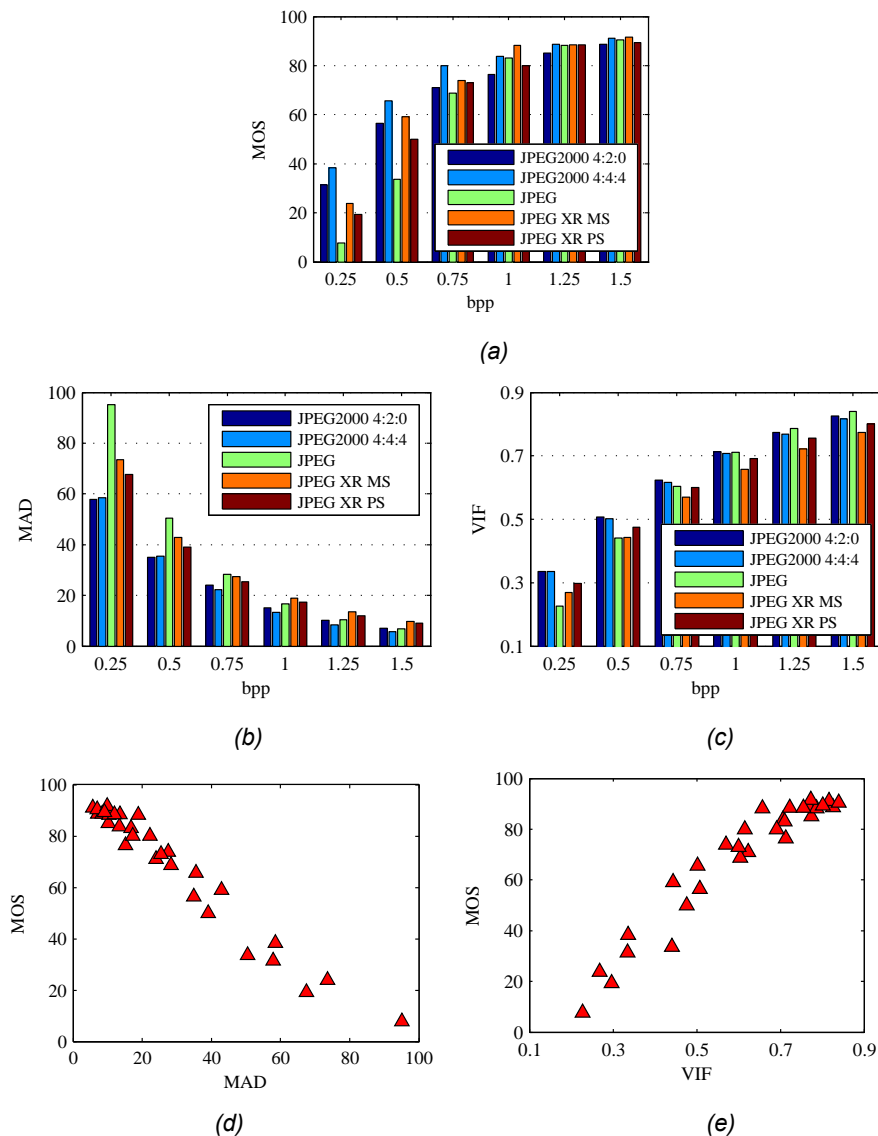 100
80
60
40
20
0
MOS
JPEG2000 4:2:0
JPEG2000 4:4:4
JPEG
JPEG XR MS
JPEG XR PS
0.25 0.5 0.75 1 1.25 1.5
bpp
(a)
100
80
60
40
20
0
MAD
JPEG2000 4:2:0
JPEG2000 4:4:4
JPEG
JPEG XR MS
JPEG XR PS
0.25 0.5 0.75 1 1.25 1.5
bpp
(b)
0.9
0.7
0.5
0.3
0.1
VIF
JPEG2000 4:2:0
JPEG2000 4:4:4
JPEG
JPEG XR MS
JPEG XR PS
0.25 0.5 0.75 1 1.25 1.5
bpp
(c)
100
80
60
40
20
0
MOS
0 20 40 60 80 100
MAD
(d)
100
80
60
40
20
0
MOS
0.1 0.3 0.5 0.7 0.9
VIF
(e)